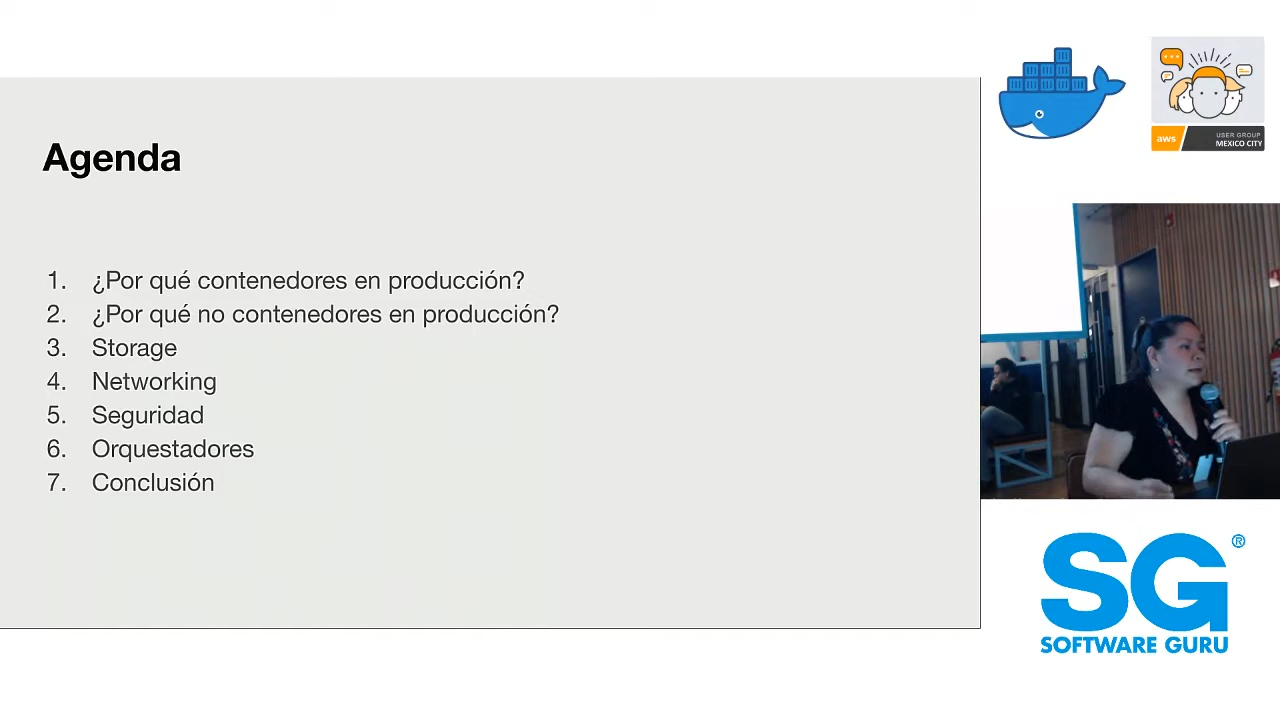 Agenda
1. ¿Por qué contenedores en producción?
2. ¿Por qué no contenedores en producción?
3. Storage
4. Networking
5. Seguridad
6. Orquestadores
7. Conclusión
aws
USER GROUP
MEXICO CITY
SG®
SOFTWARE GURU